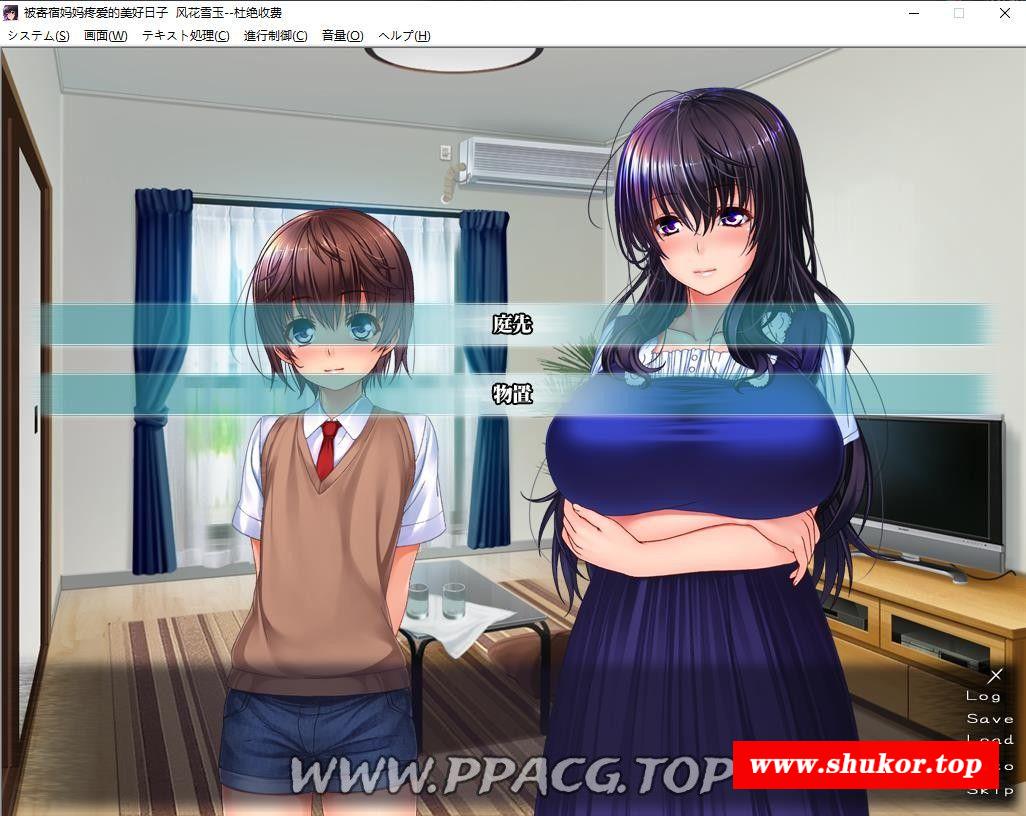 被寄宿妈妈疼爱的美好日子 风花雪玉--杜绝收费
システム(S) 画面(W) テキスト処理(C) 進行制御(C) 音量(O) ヘルプ(H)
庭先
物置
Log
Save
Load
Skip
WWW.PPACG.TOP
www.shukor.top